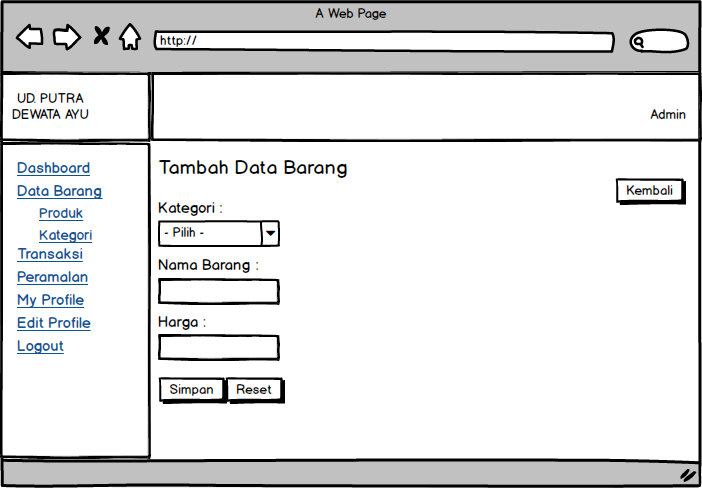 A Web Page
http://
UD. PUTRA
DEWATA AYU
Admin
Dashboard
Data Barang
Produk
Kategori
Transaksi
Peramalan
My Profile
Edit Profile
Logout
Tambah Data Barang
Kembali
Kategori :
- Pilih -
Nama Barang :
Harga :
Simpan
Reset